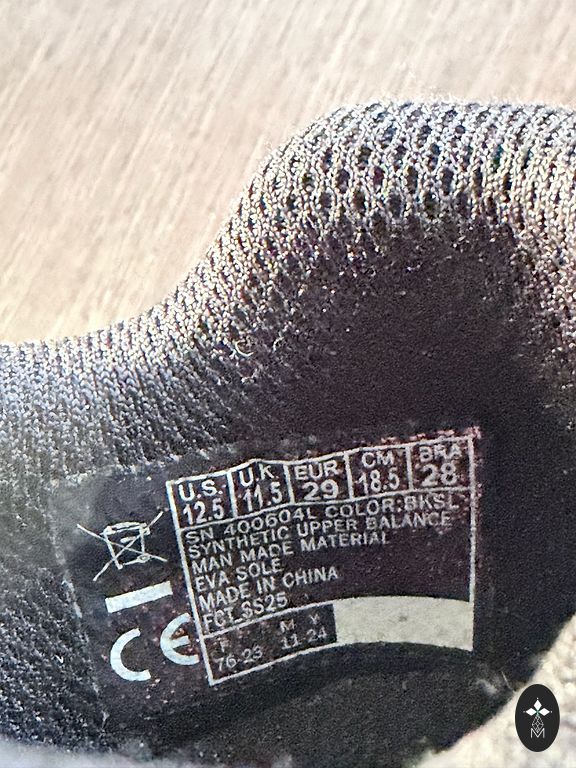 U.S. U.K. EUR CM BRA
12.5 11.5 29 18.5 28
SN 400604L COLOR:BKSL
SYNTHETIC UPPER BALANCE
MAN MADE MATERIAL
EVA SOLE
MADE IN CHINA
FCT SS25
F M Y
76-23 11-24
CE
M